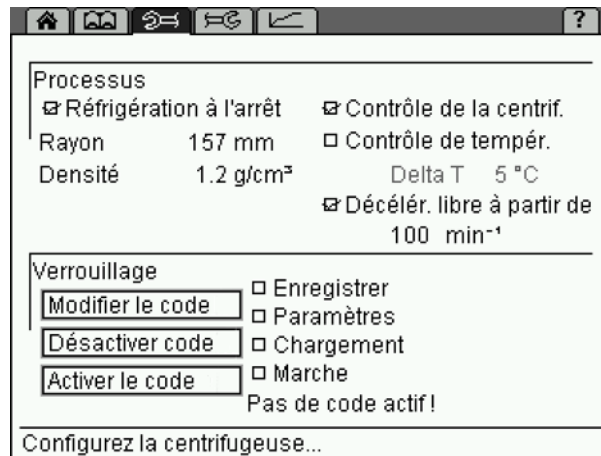 ?
Processus
Réfrigération à l'arrêt
Contrôle de la centrif.
Rayon 157 mm
Contrôle de tempér.
Densité 1.2 g/cm³
Delta T 5 °C
Décélér. libre à partir de
100 min⁻¹
Verrouillage
Modifier le code
Enregistrer
Paramètres
Désactiver code
Chargement
Activer le code
Marche
Pas de code actif !
Configurez la centrifugeuse...